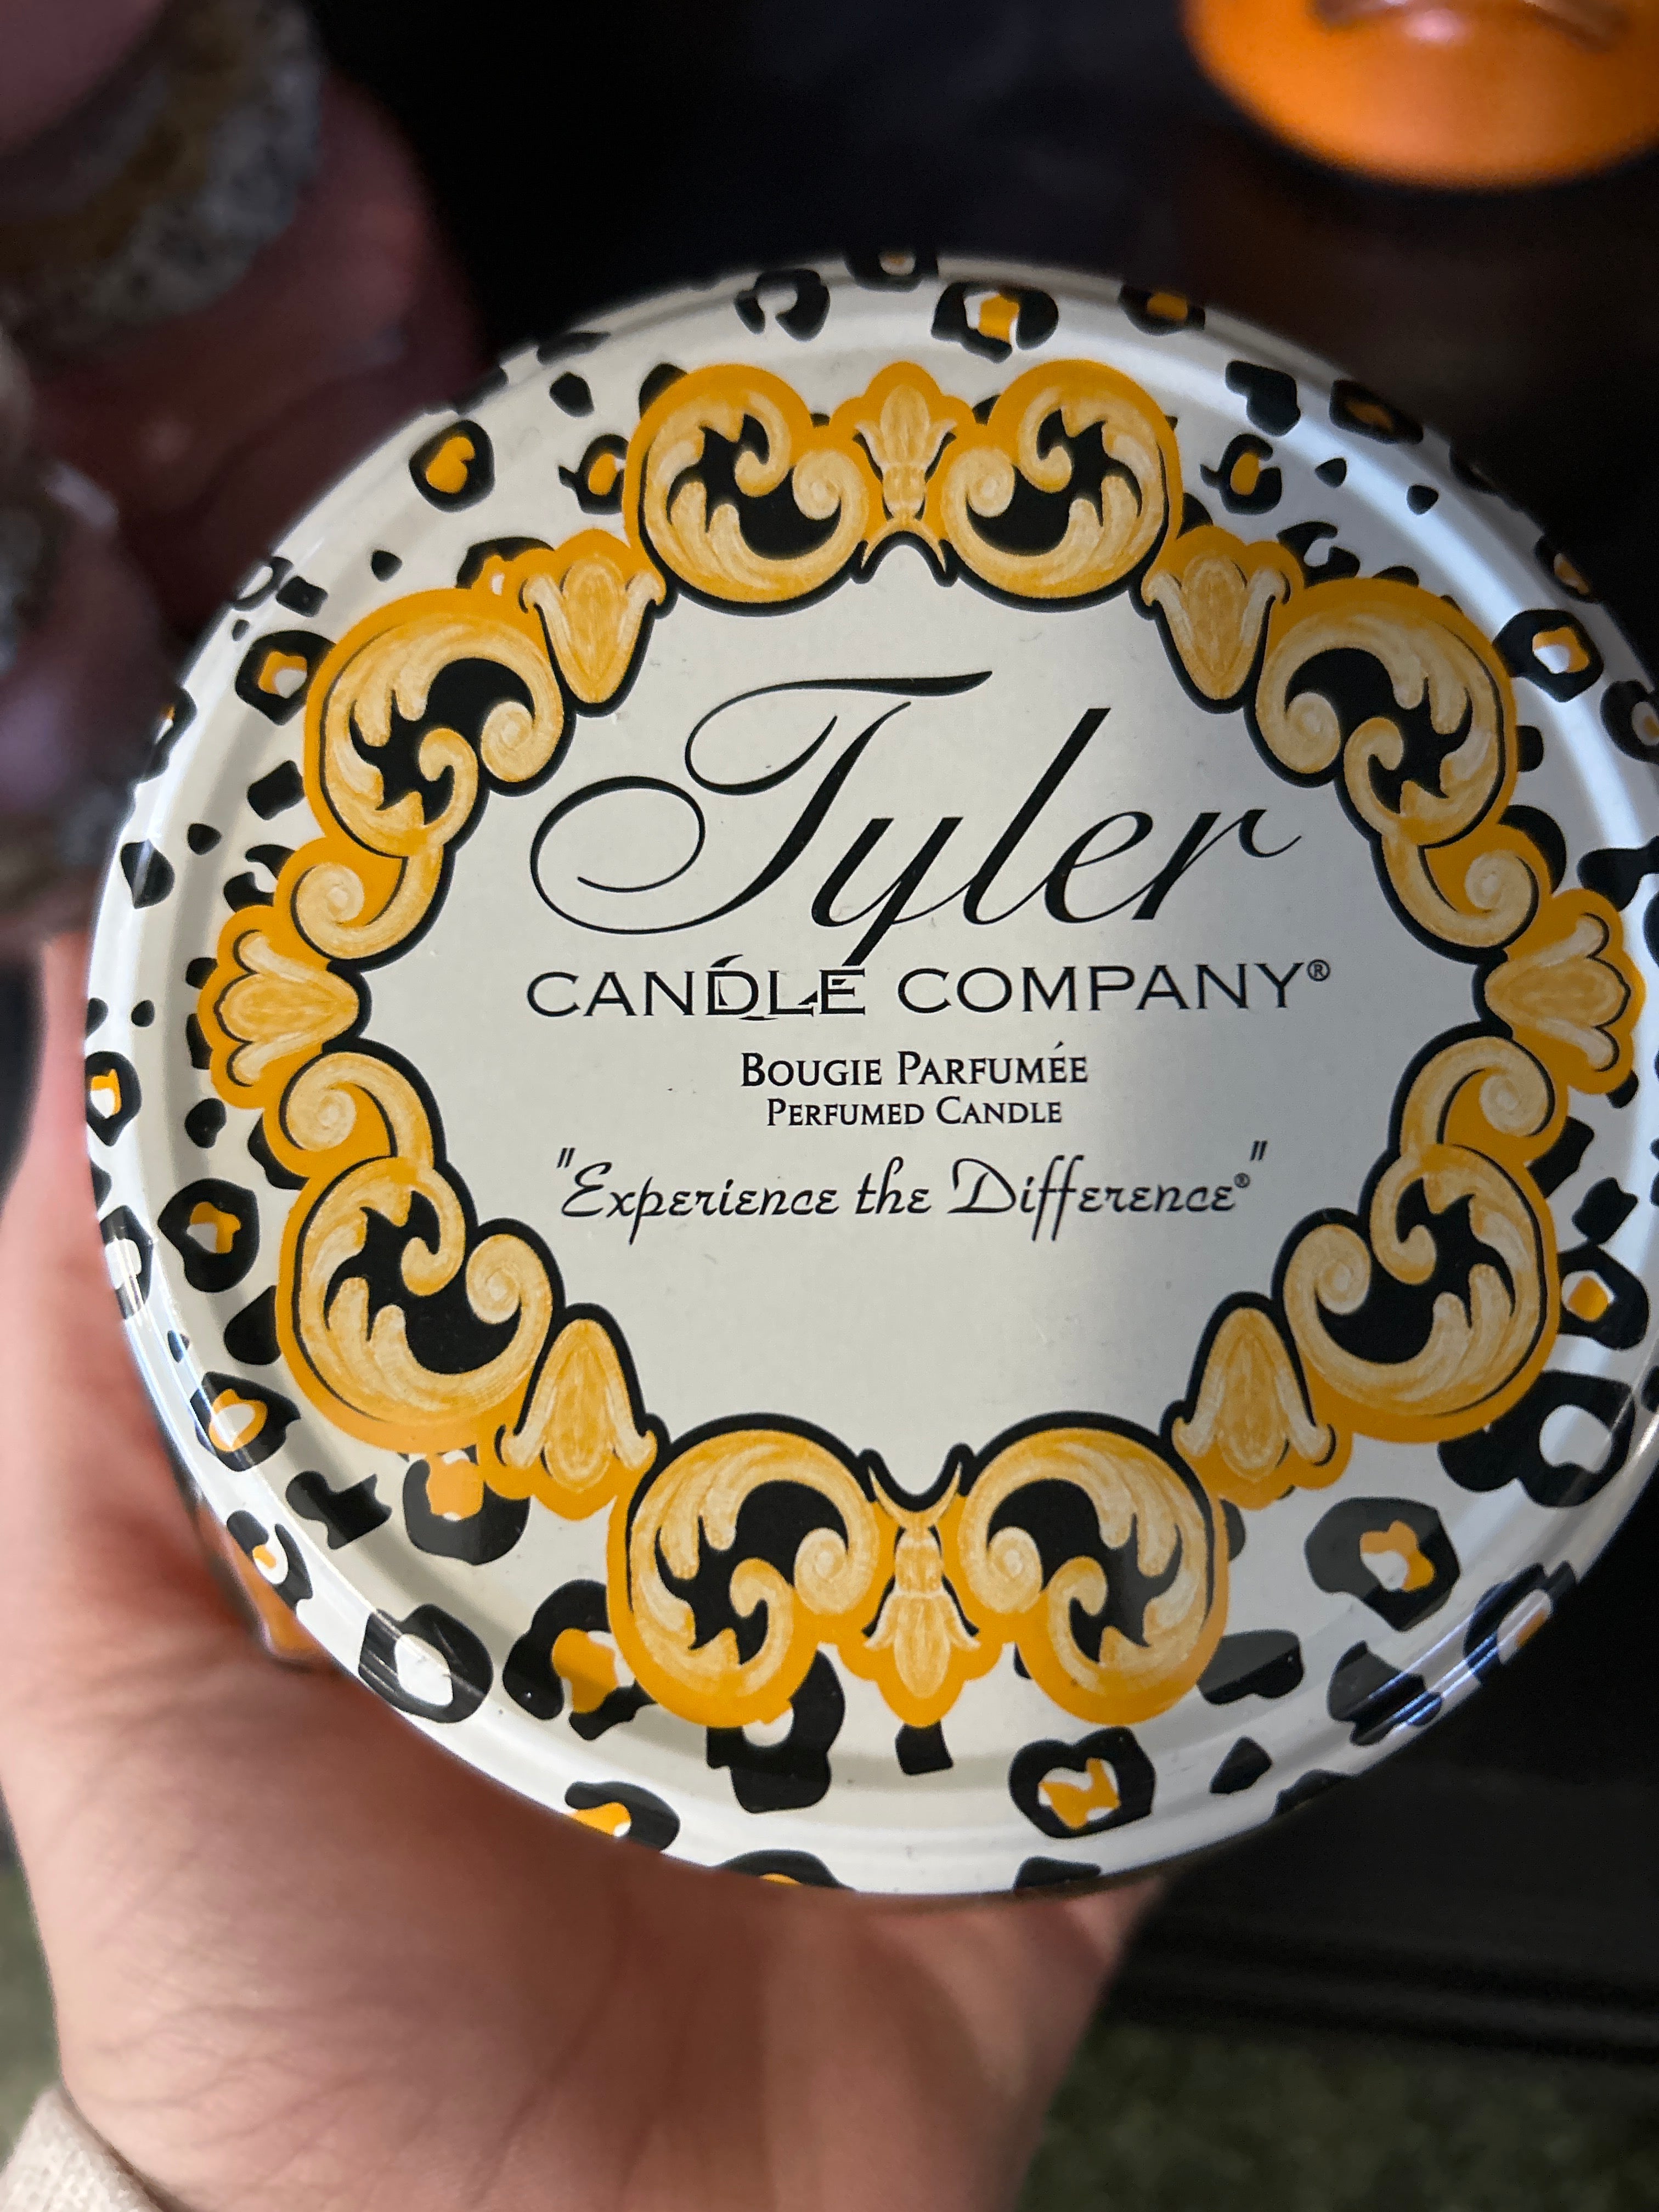 Tyler
CANDLE COMPANY®
BOUGIE PARFUMÉE
PERFUMED CANDLE
"Experience the Difference®"